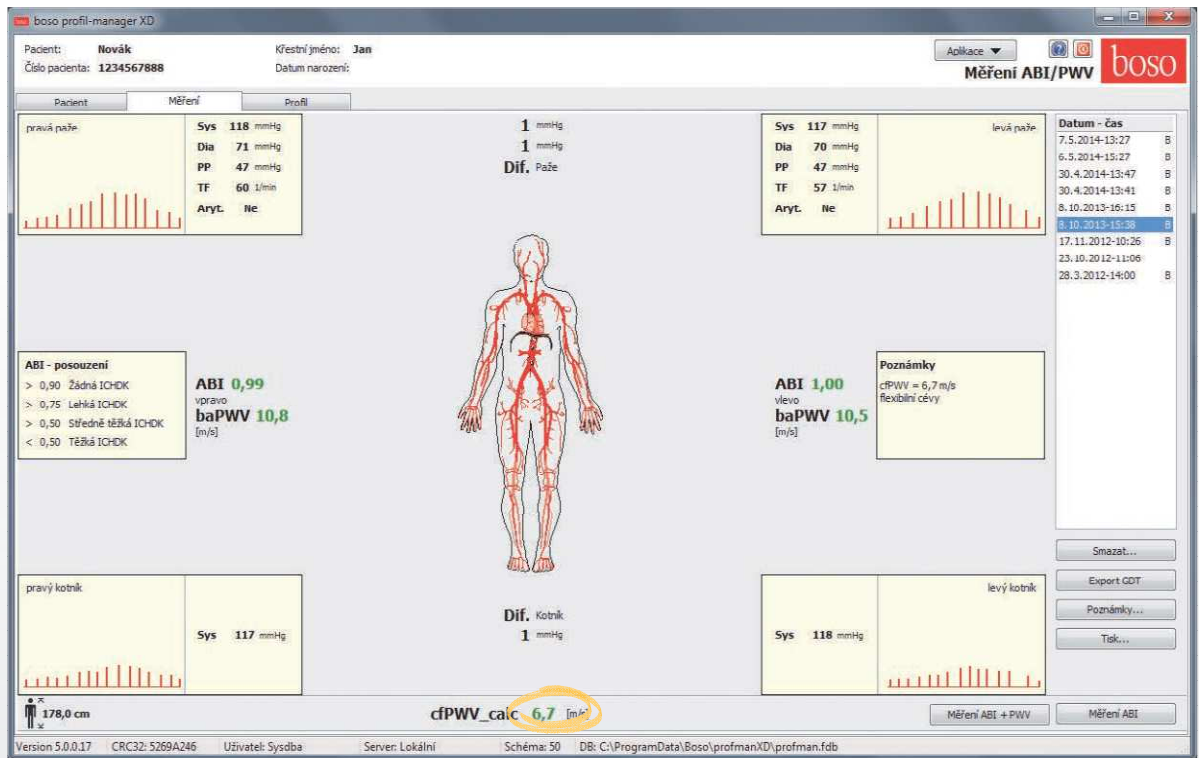 boso profil-manager XD
Pacient: Novák Křestní jméno: Jan
Číslo pacienta: 1234567888 Datum narození:
Aplikace
Měření ABI/PWV
boso
Pacient Měření Profil
pravá paže
Sys 118 mmHg
Dia 71 mmHg
PP 47 mmHg
TF 60 1/min
Aryt. Ne
1 mmHg
1 mmHg
Dif. Paže
Sys 117 mmHg
Dia 70 mmHg
PP 47 mmHg
TF 57 1/min
Aryt. Ne
levá paže
Datum - čas
7.5.2014-13:27 B
6.5.2014-15:27 B
30.4.2014-13:47 B
30.4.2014-13:41 B
8.10.2013-16:15 B
8.10.2013-15:38 B
17.11.2012-10:26 B
23.10.2012-11:06
28.3.2012-14:00 B
ABI - posouzení
> 0,90 Žádná ICHDK
> 0,75 Lehká ICHDK
> 0,50 Středně těžká ICHDK
< 0,50 Těžká ICHDK
ABI 0,99
vpravo
baPWV 10,8
[m/s]
ABI 1,00
vlevo
baPWV 10,5
[m/s]
Poznámky
cfPWV = 6,7 m/s
flexibilní cévy
Smazat...
Export GDT
Poznámky...
Tisk...
pravý kotník
Sys 117 mmHg
Dif. Kotník
1 mmHg
Sys 118 mmHg
levý kotník
178,0 cm
cfPWV_calc 6,7 [m/s]
Měření ABI + PWV
Měření ABI
Version 5.0.0.17 CRC32: 5269A246 Uživatel: Sysdba Server: Lokální Schéma: 50 DB: C:\ProgramData\Boso\profmanXD\profman.fdb